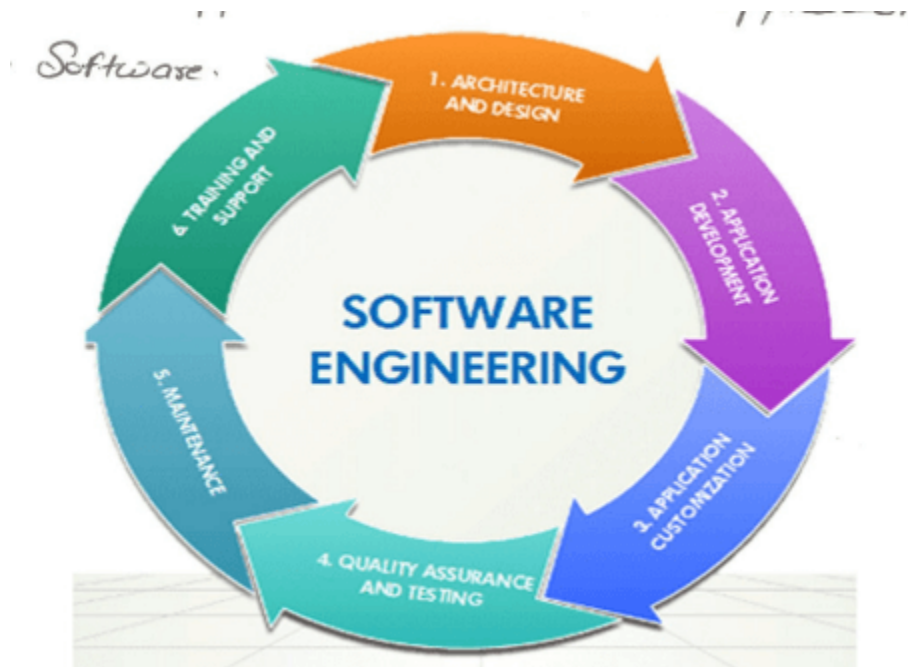 Software.
1. ARCHITECTURE
AND DESIGN
2. APPLICATION
DEVELOPMENT
3. APPLICATION
CUSTOMIZATION
4. QUALITY ASSURANCE
AND TESTING
5. MAINTENANCE
6. TRAINING AND
SUPPORT
SOFTWARE
ENGINEERING